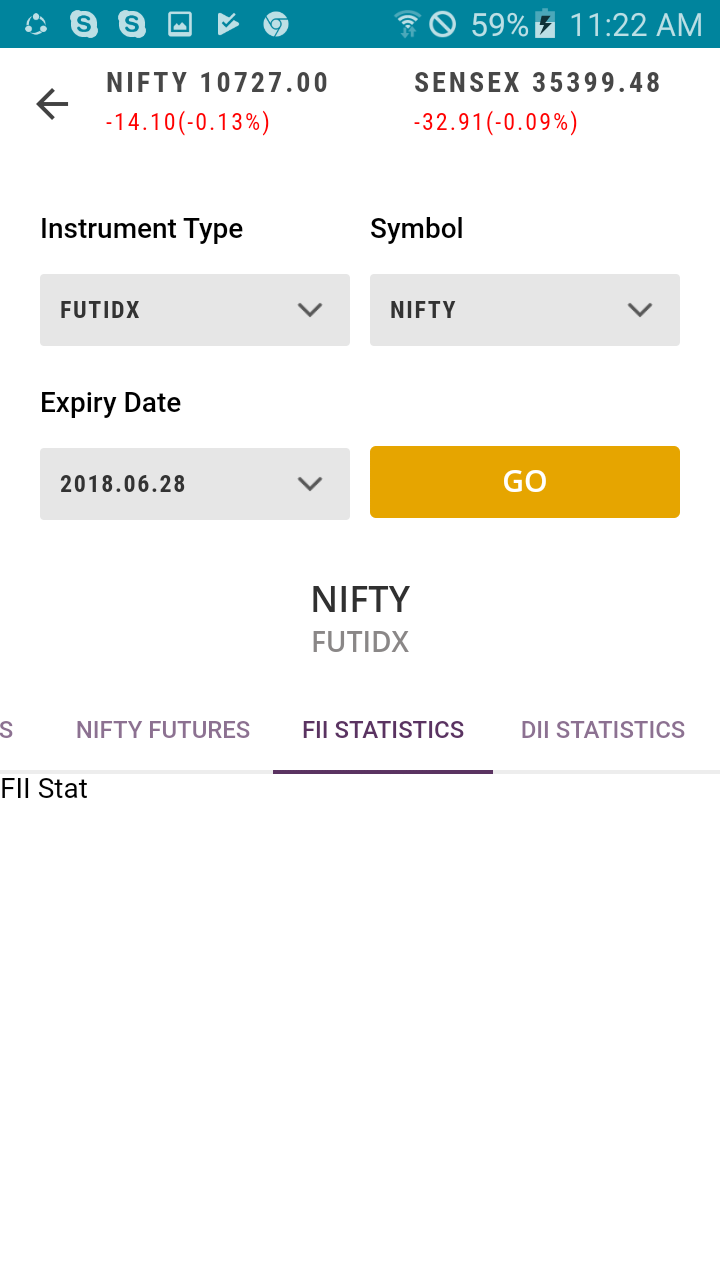 59% 11:22 AM
NIFTY 10727.00 SENSEX 35399.48
-14.10(-0.13%) -32.91(-0.09%)
Instrument Type Symbol
FUTIDX NIFTY
Expiry Date
2018.06.28 GO
NIFTY
FUTIDX
S NIFTY FUTURES FII STATISTICS DII STATISTICS
FII Stat